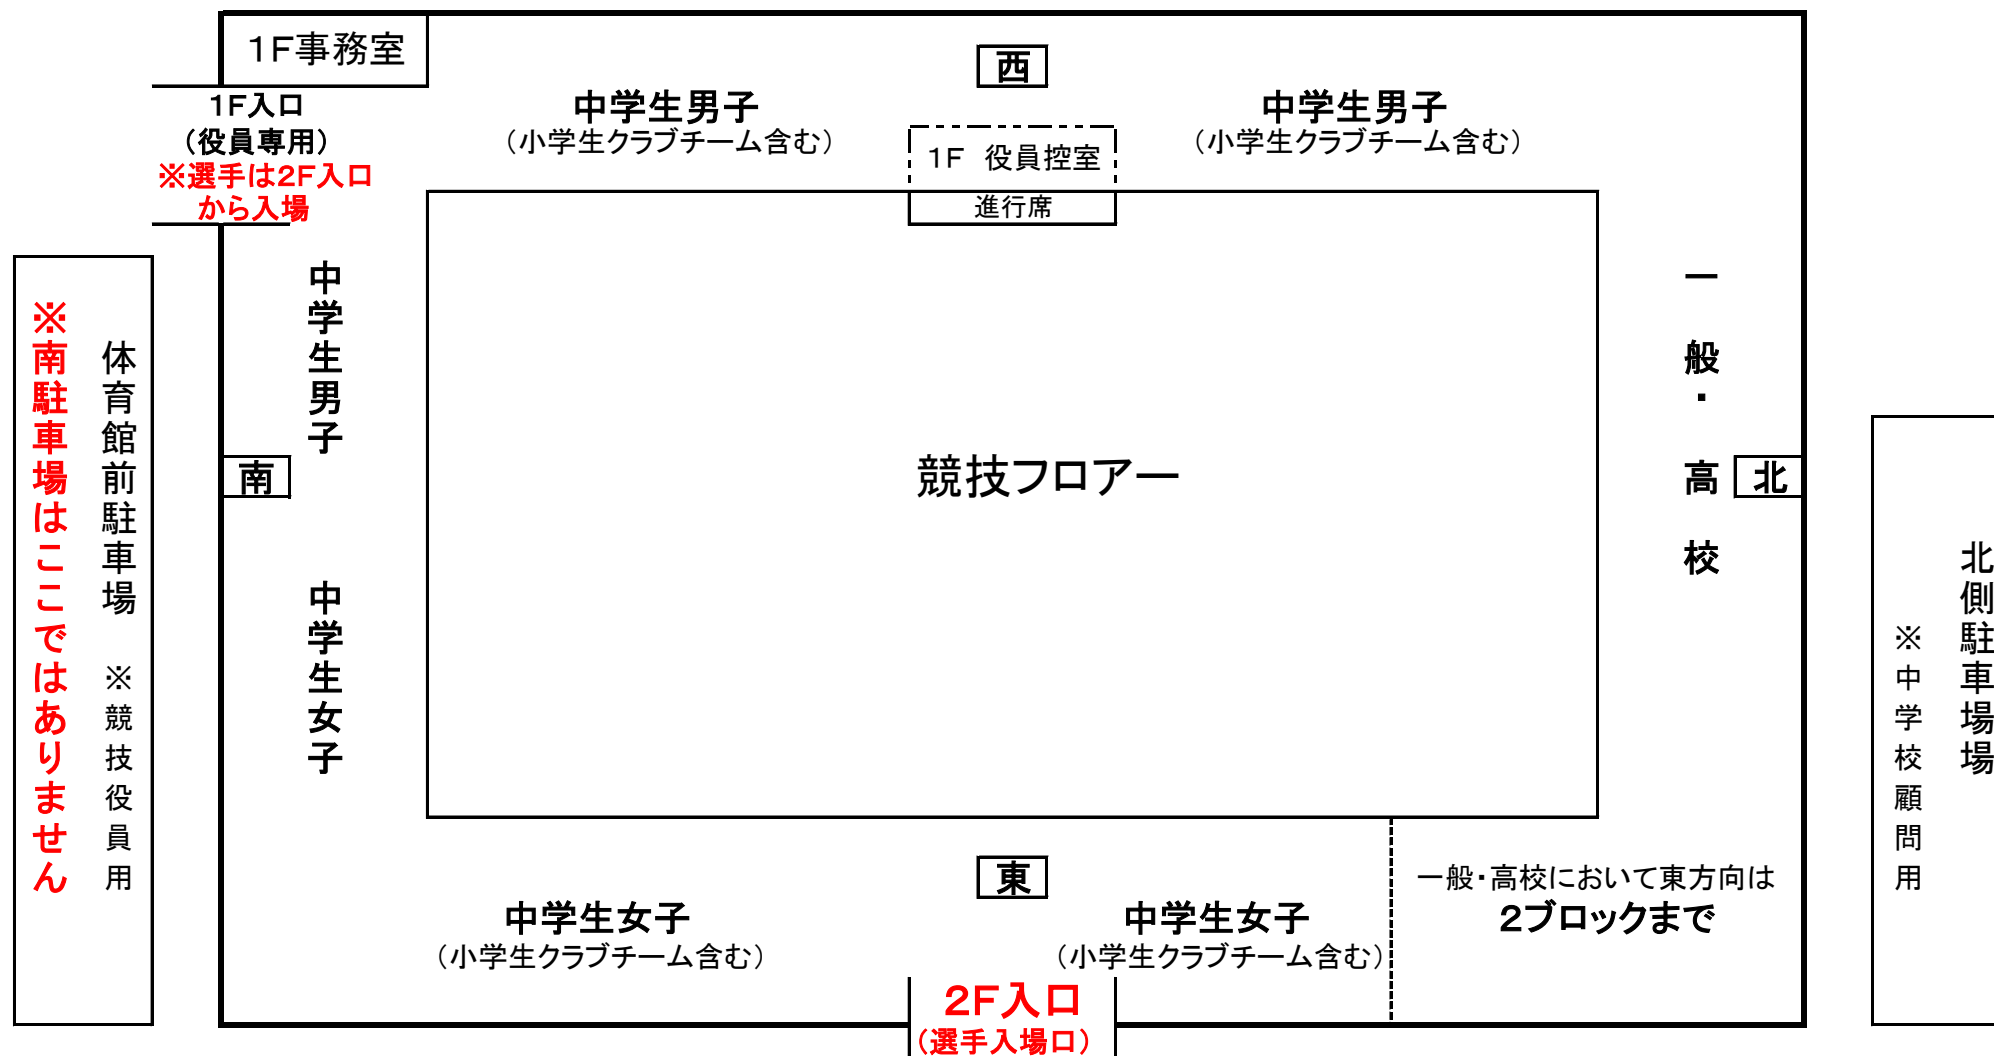 1F事務室
西
1F入口
（役員専用）
※選手は2F入口
から入場
中学生男子
（小学生クラブチーム含む）
中学生男子
（小学生クラブチーム含む）
1F　役員控室
進行席
※南駐車場はここではありません
体育館前駐車場　※競技役員用
中学生男子
南
中学生女子
競技フロアー
一般・高校
北
北側駐車場場
※中学校顧問用
東
中学生女子
（小学生クラブチーム含む）
中学生女子
（小学生クラブチーム含む）
一般・高校において東方向は
2ブロックまで
2F入口
（選手入場口）